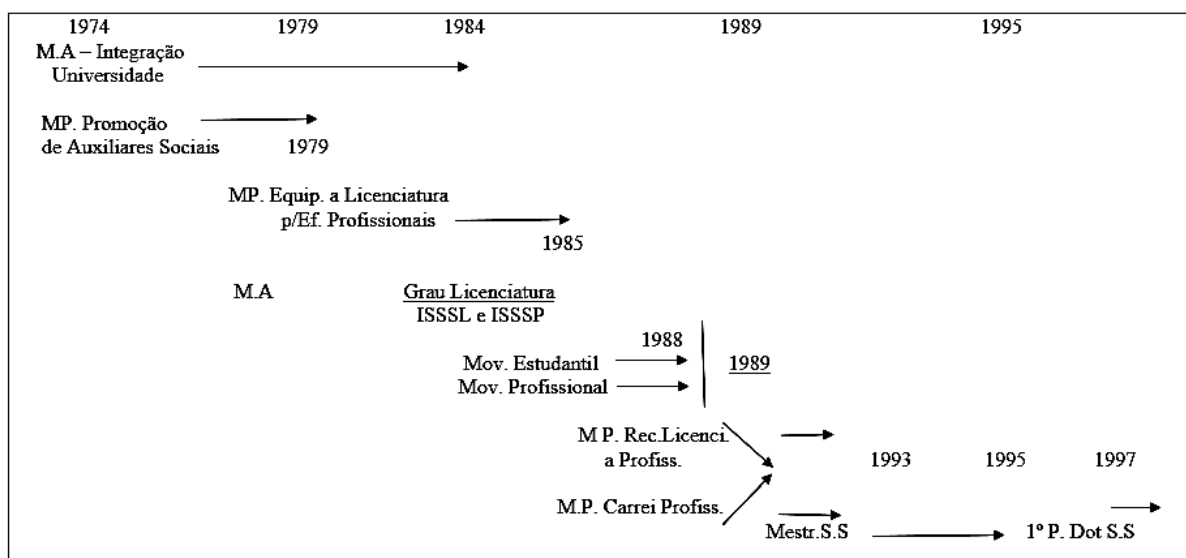 1974 1979 1984 1989 1995
M.A – Integração
Universidade
MP. Promoção
de Auxiliares Sociais 1979
MP. Equip. a Licenciatura
p/Ef. Profissionais
1985
M.A Grau Licenciatura
ISSSL e ISSSP
1988
Mov. Estudantil 1989
Mov. Profissional
M P. Rec.Licenci.
a Profiss. 1993 1995 1997
M.P. Carrei Profiss.
Mestr.S.S 1º P. Dot S.S